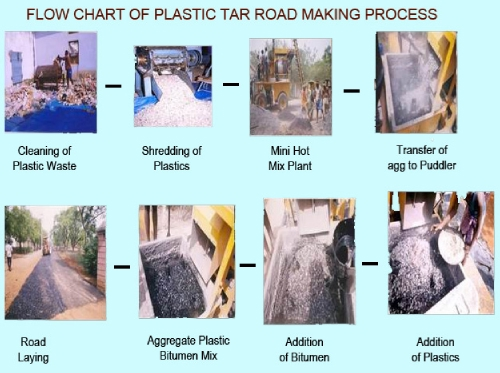 FLOW CHART OF PLASTIC TAR ROAD MAKING PROCESS
Cleaning of
Plastic Waste
Shredding of
Plastics
Mini Hot
Mix Plant
Transfer of
agg to Puddler
Road
Laying
Aggregate Plastic
Bitumen Mix
Addition
of Bitumen
Addition
of Plastics